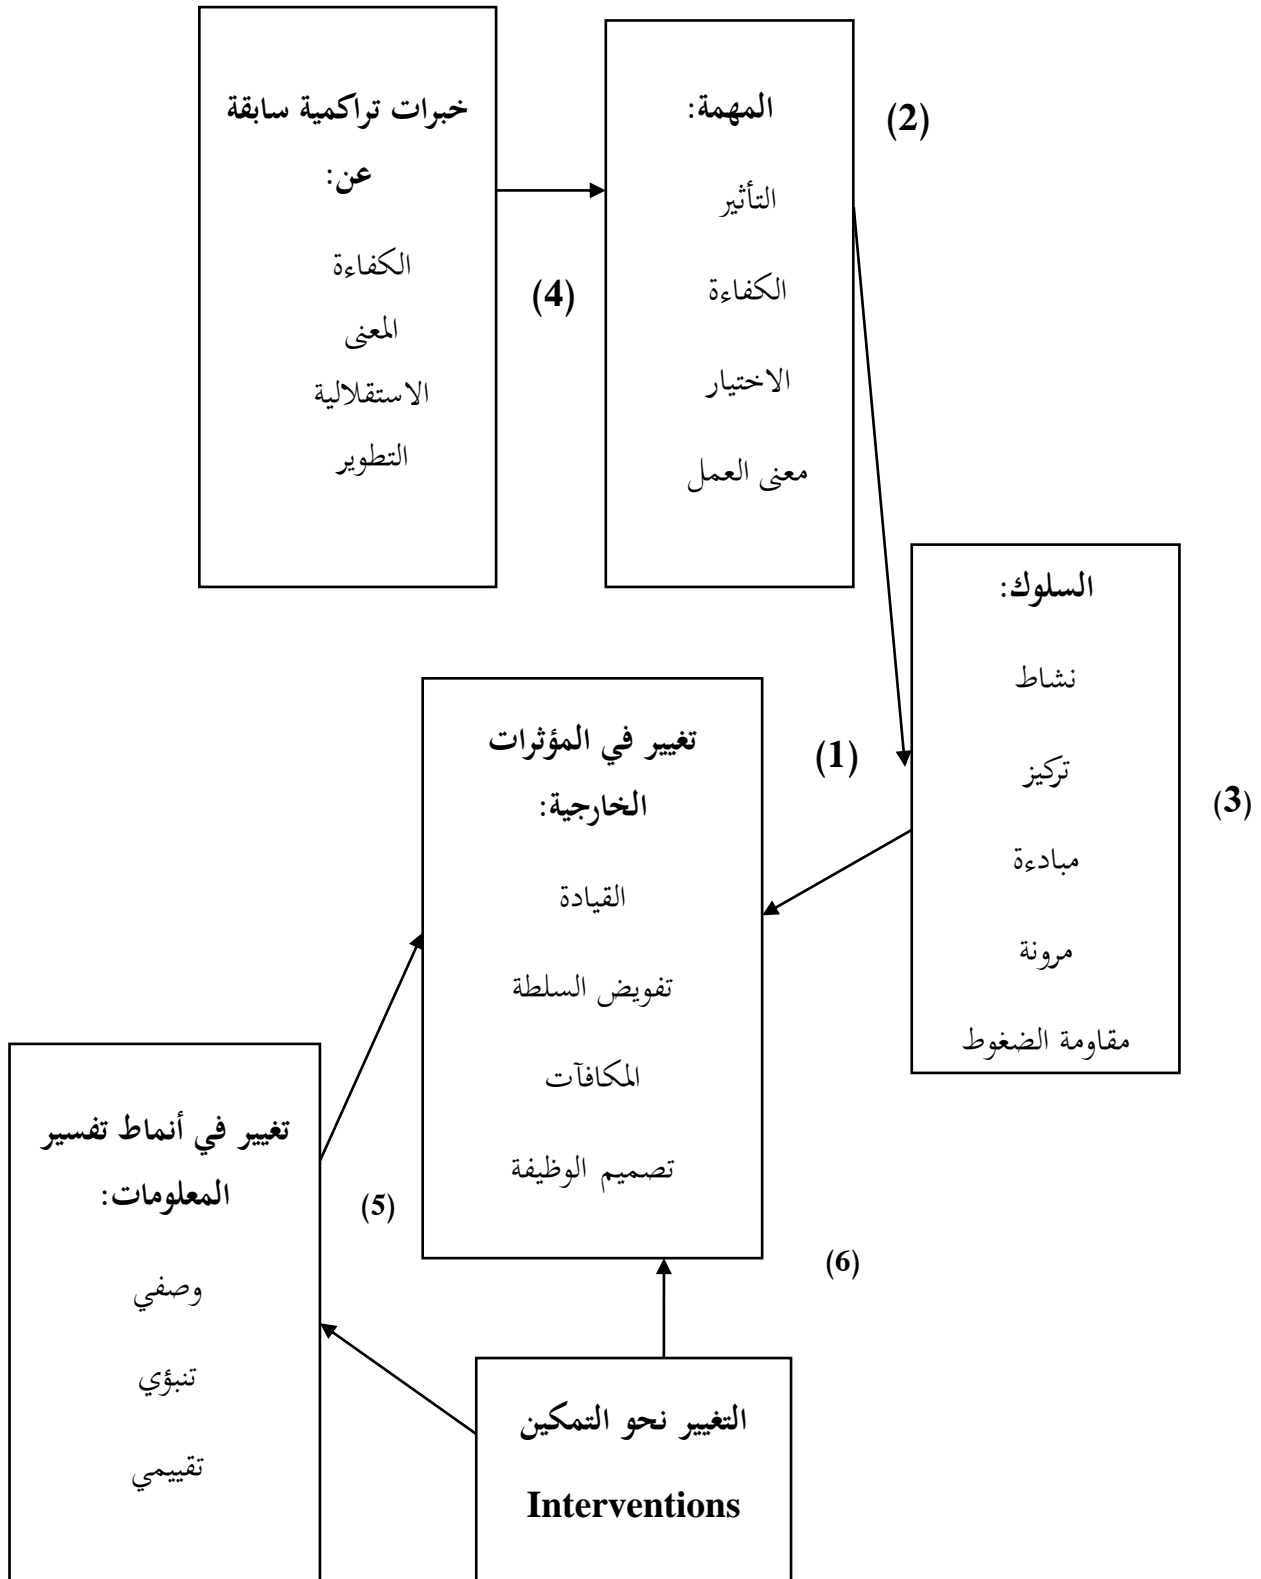 خبرات تراكمية سابقة
عن:
الكفاءة
المعنى
الاستقلالية
التطوير
(4)
المهمة:
التأثير
الكفاءة
الاختيار
معنى العمل
(2)
السلوك:
نشاط
تركيز
مبادءة
مرونة
مقاومة الضغوط
(3)
(1)
تغيير في المؤثرات
الخارجية:
القيادة
تفويض السلطة
المكافآت
تصميم الوظيفة
(5)
(6)
تغيير في أنماط تفسير
المعلومات:
وصفي
تنبؤي
تقييمي
التغيير نحو التمكين
Interventions